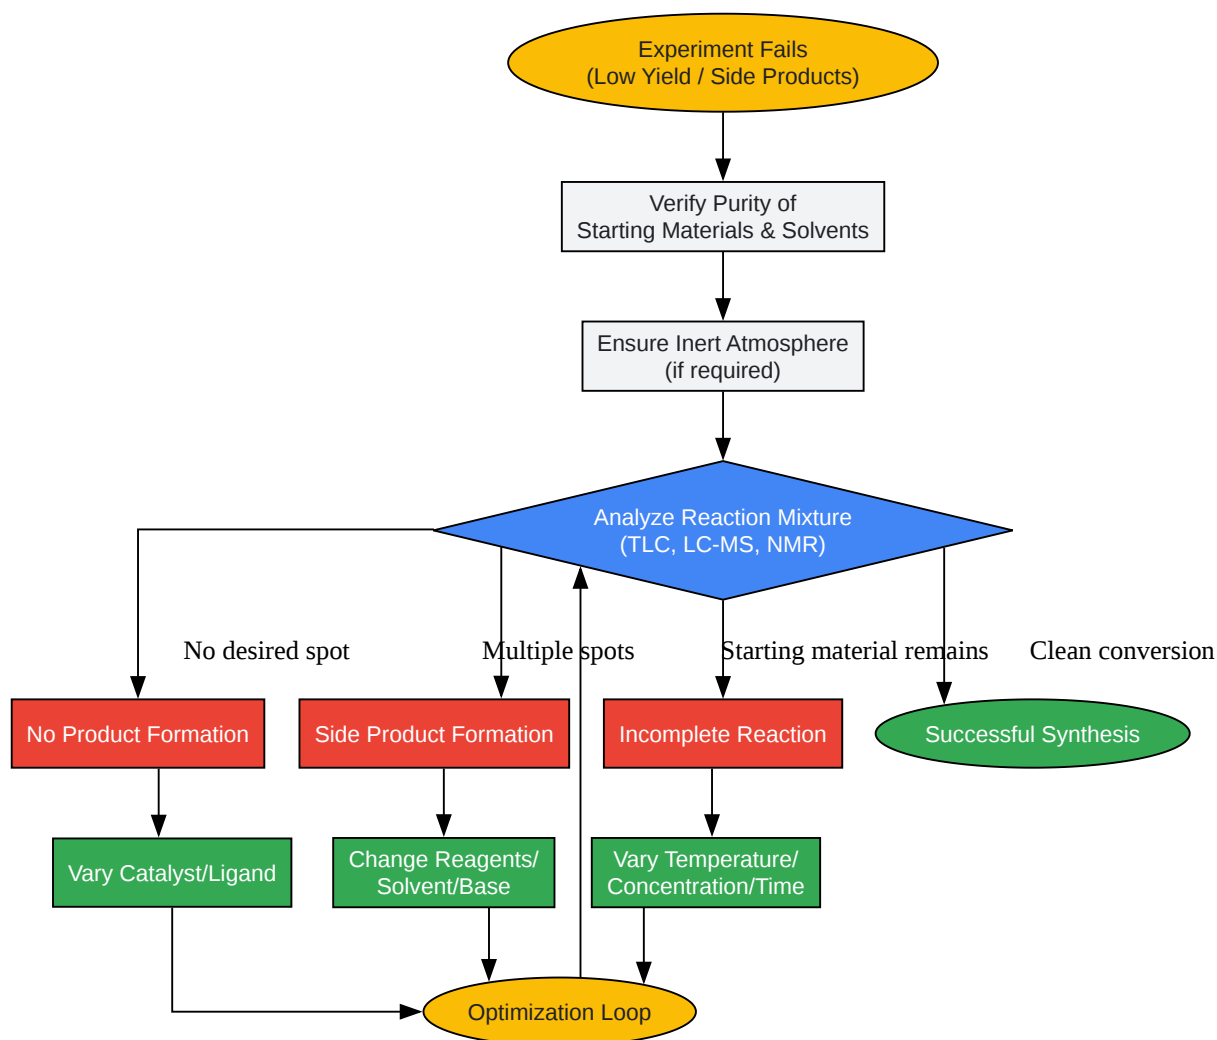 Experiment Fails
(Low Yield / Side Products)
Verify Purity of
Starting Materials & Solvents
Ensure Inert Atmosphere
(if required)
Analyze Reaction Mixture
(TLC, LC-MS, NMR)
No desired spot
Multiple spots
Starting material remains
Clean conversion
No Product Formation
Side Product Formation
Incomplete Reaction
Successful Synthesis
Vary Catalyst/Ligand
Change Reagents/
Solvent/Base
Vary Temperature/
Concentration/Time
Optimization Loop